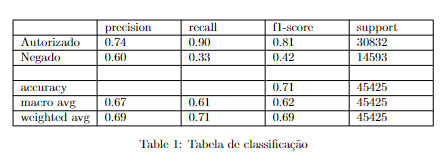 precision recall f1-score support
Autorizado 0.74 0.90 0.81 30832
Negado 0.60 0.33 0.42 14593
accuracy 0.71 45425
macro avg 0.67 0.61 0.62 45425
weighted avg 0.69 0.71 0.69 45425
Table 1: Tabela de classificação